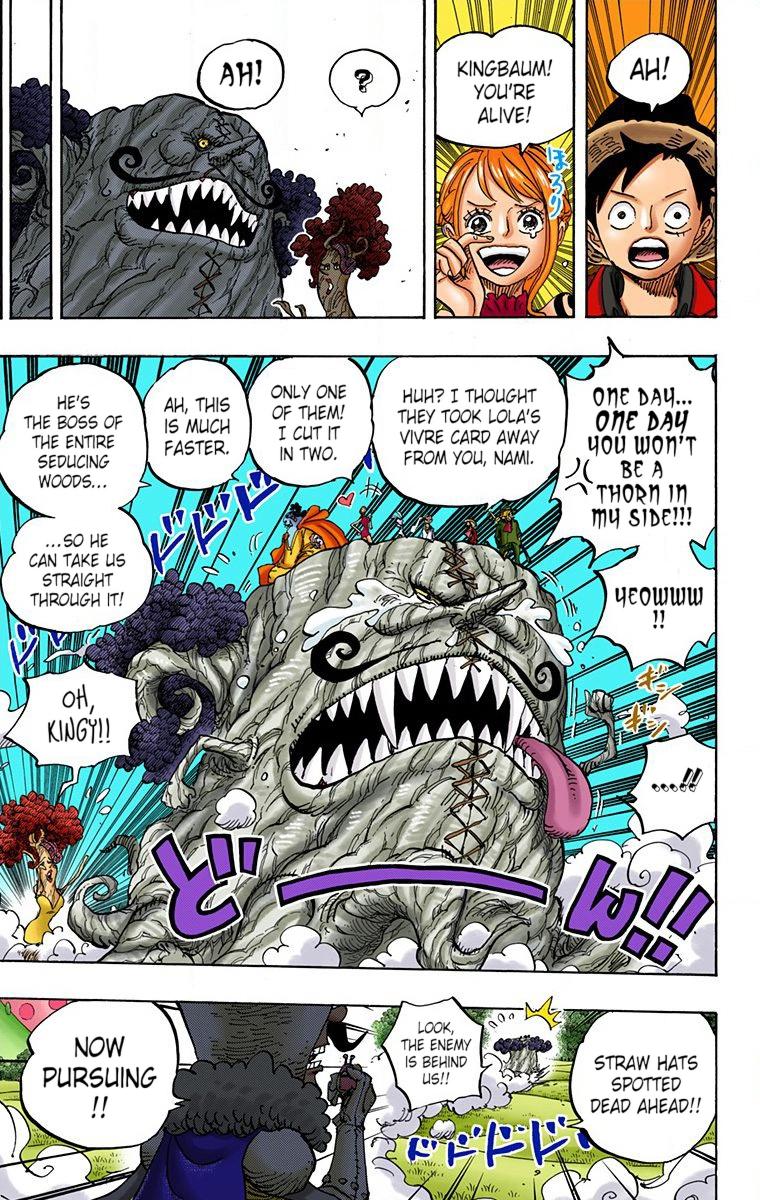 AH!
KINGBAUM!
YOU'RE
ALIVE!
ほろり
?
AH!
ONE DAY...
ONE DAY
YOU WON'T
BE A
THORN IN
MY SIDE!!!
YEOWWW
!!
HUH? I THOUGHT
THEY TOOK LOLA'S
VIVRE CARD AWAY
FROM YOU, NAMI.
ONLY ONE
OF THEM!
I CUT IT
IN TWO.
AH, THIS
IS MUCH
FASTER.
HE'S
THE BOSS OF
THE ENTIRE
SEDUCING
WOODS...
...SO HE
CAN TAKE US
STRAIGHT
THROUGH IT!
ドドドド
ギシ
ギシ
....!!
OH,
KINGY!!
どーん!!
STRAW HATS
SPOTTED
DEAD AHEAD!!
LOOK,
THE ENEMY
IS BEHIND
US!!
ドドドドド
NOW
PURSUING
!!